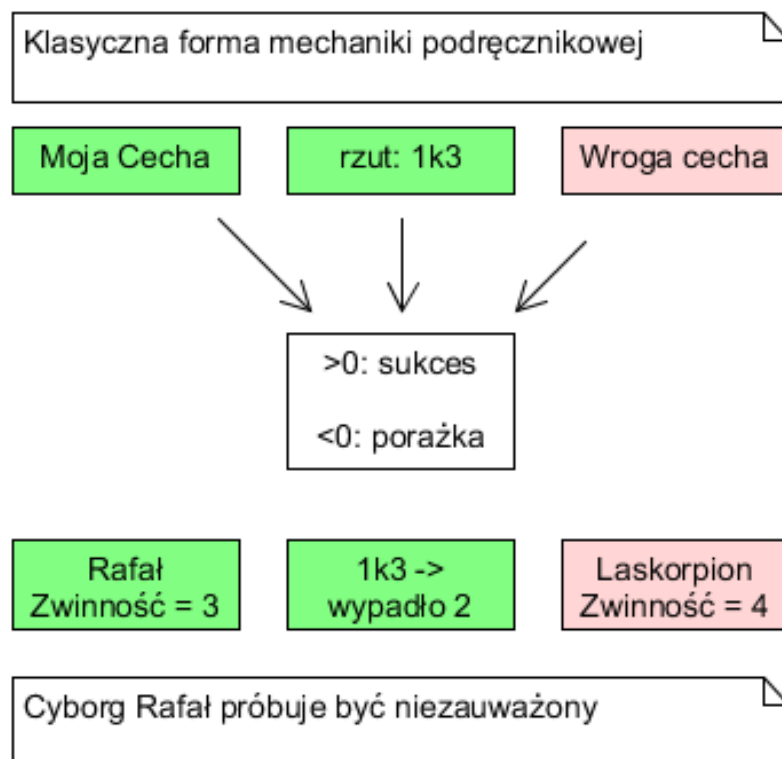 Klasyczna forma mechaniki podręcznikowej
Moja Cecha
rzut: 1k3
Wroga cecha
>0: sukces
<0: porażka
Rafał
Zwinność = 3
1k3 ->
wypadło 2
Laskorpion
Zwinność = 4
Cyborg Rafał próbuje być niezauważony